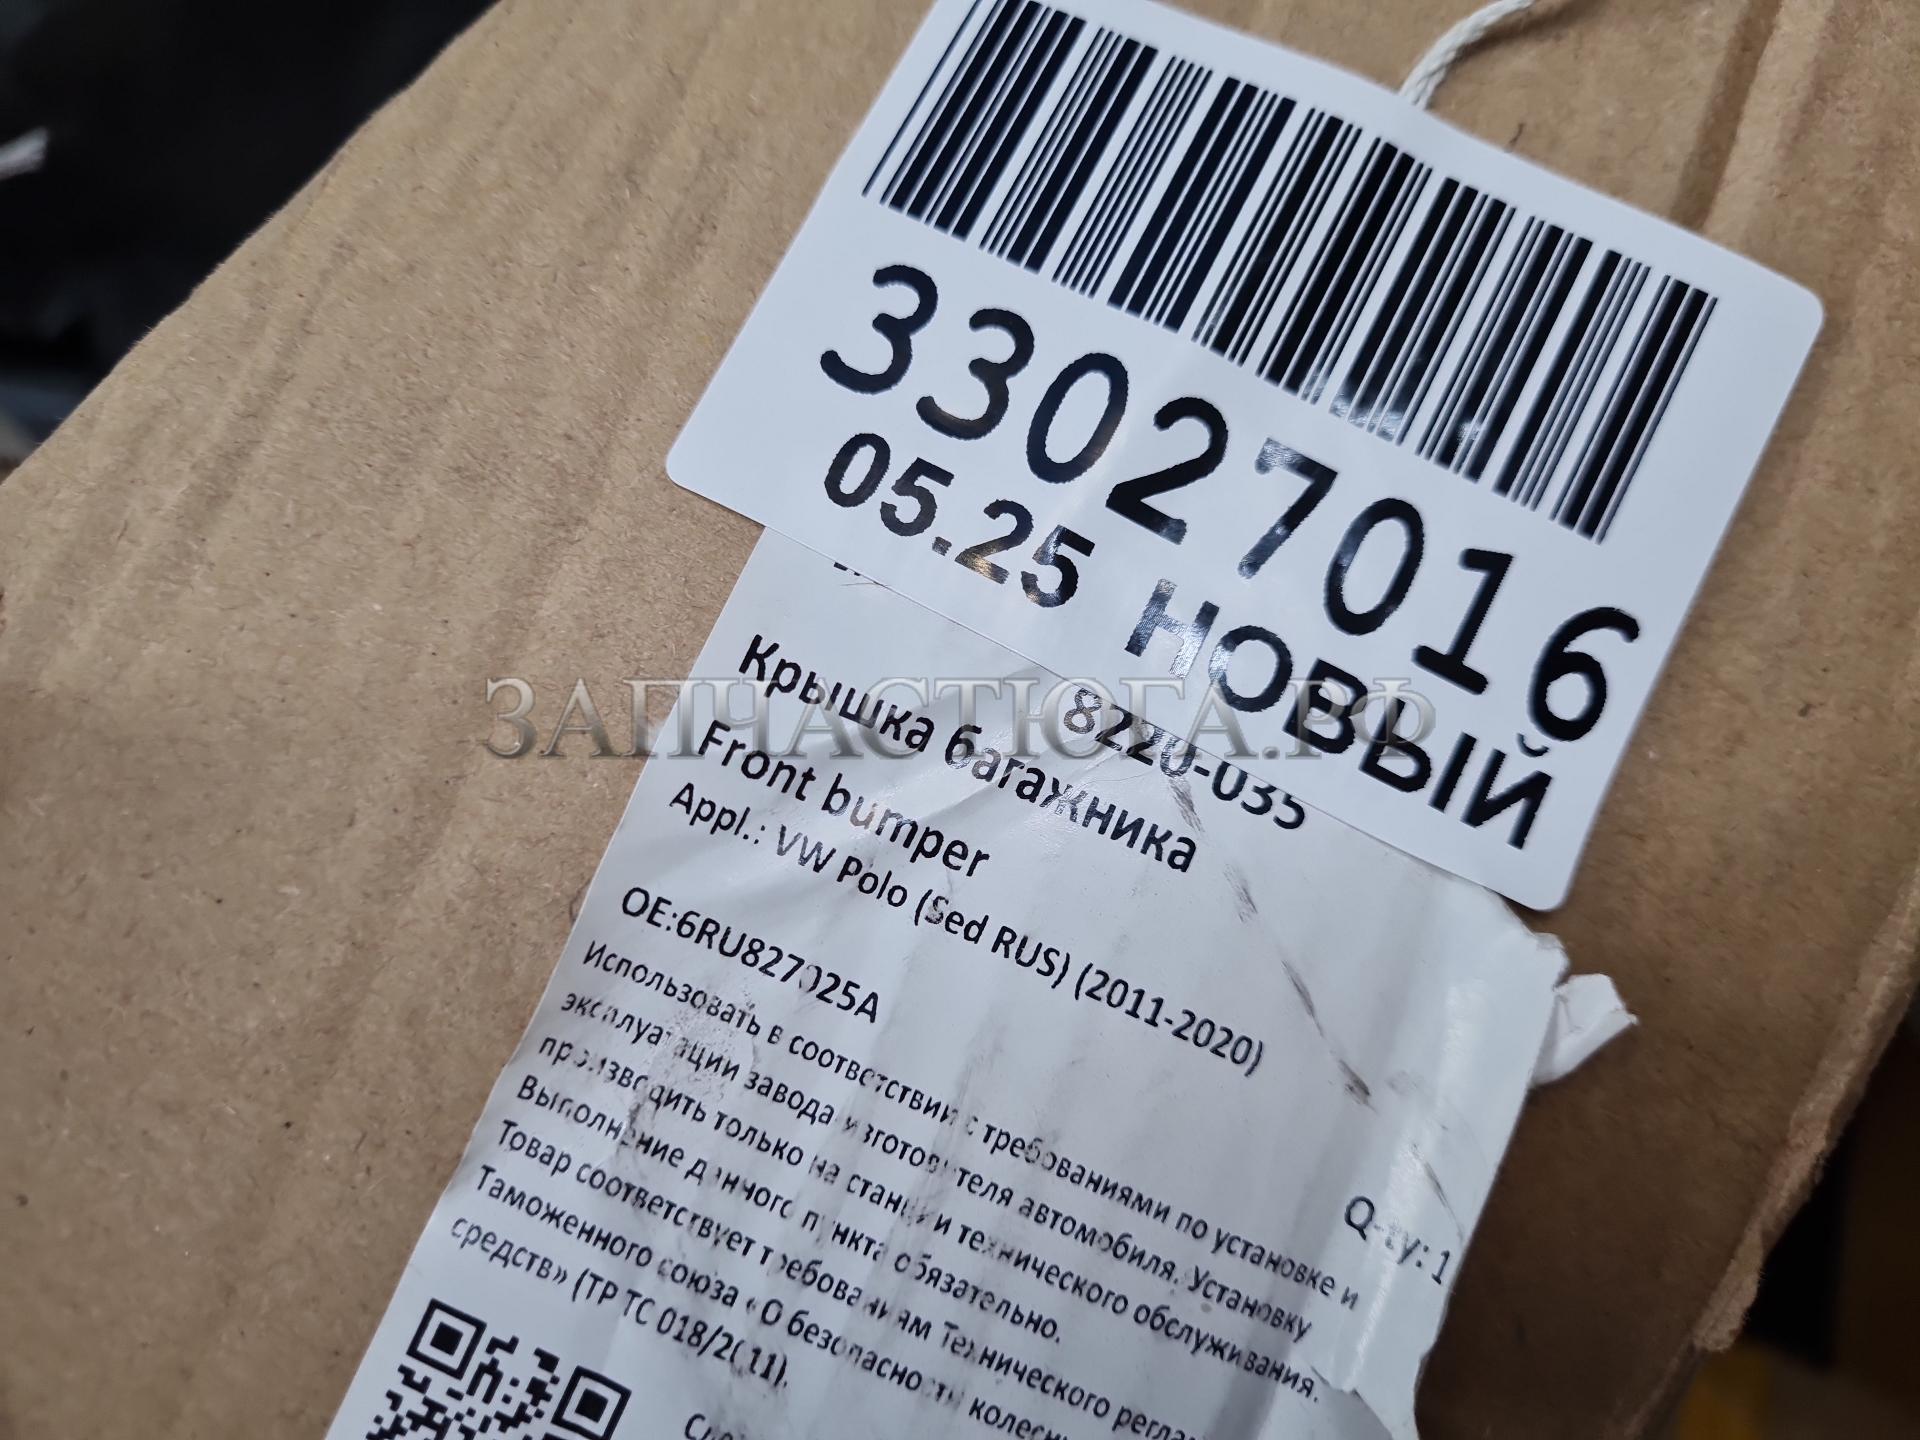 33027016
05.25 НОВЫЙ
8220-035
Крышка багажника
Front bumper
Appl.: VW Polo (Sed RUS) (2011-2020)
OE:6RU827025A
Q-ty: 1
Использовать в соответствии с требованиями по установке и
эксплуатации завода изготовителя автомобиля. Установку
производить только на станции технического обслуживания.
Выполнение данного пункта обязательно.
Товар соответствует требованиям Технического
Таможенного союза «О безопасности
средств» (ТР ТС 018/2011).
ЗАПЧАСТЮГА.РФ